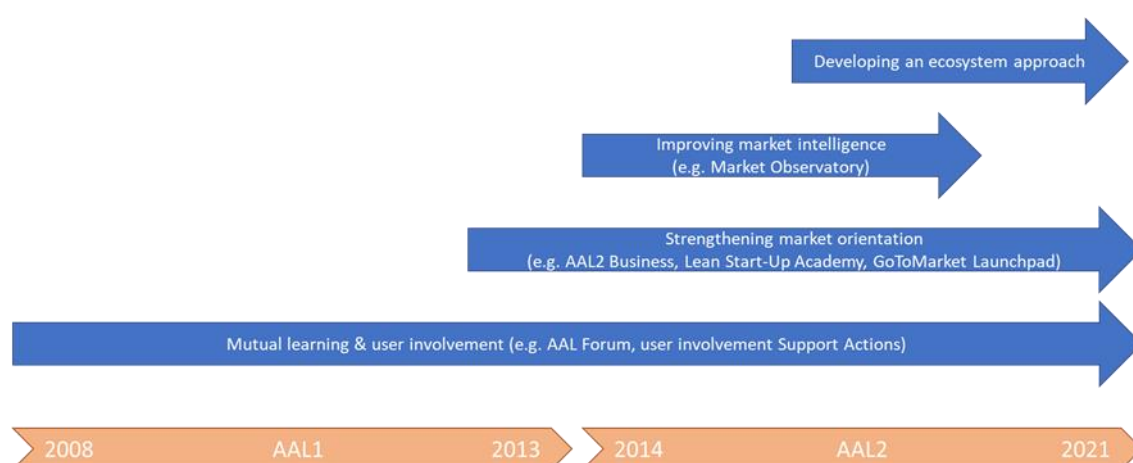 Developing an ecosystem approach
Improving market intelligence
(e.g. Market Observatory)
Strengthening market orientation
(e.g. AAL2 Business, Lean Start-Up Academy, GoToMarket Launchpad)
Mutual learning & user involvement (e.g. AAL Forum, user involvement Support Actions)
2008 AAL1 2013 2014 AAL2 2021